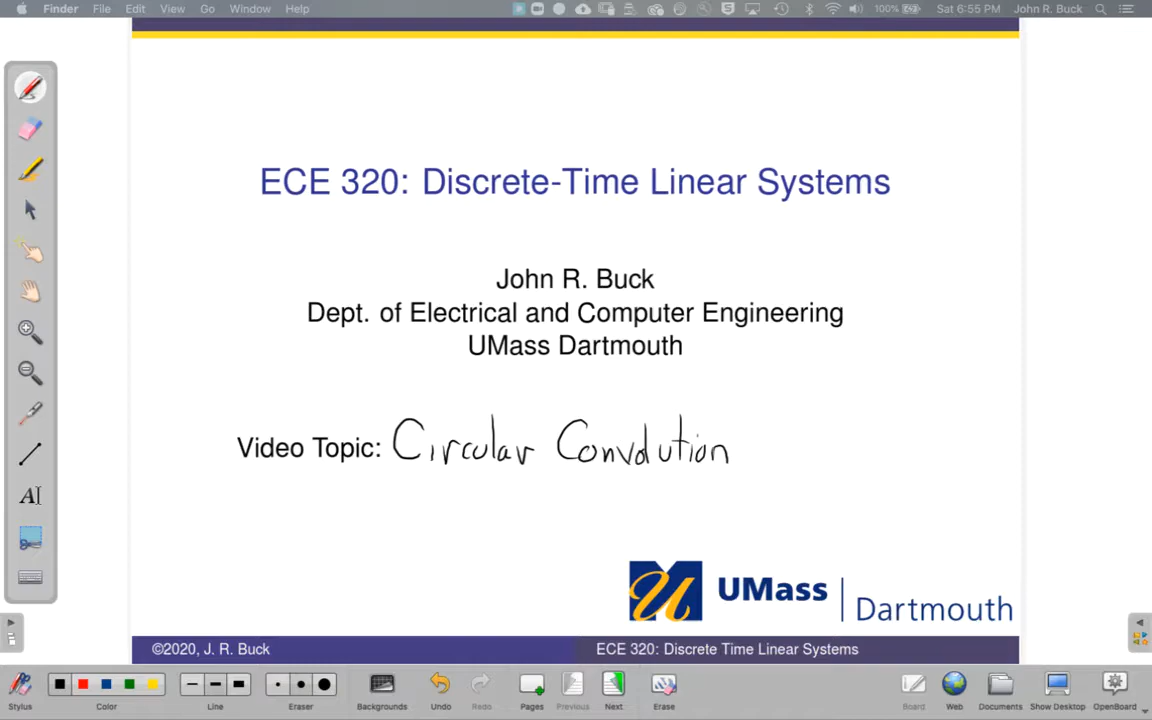 Finder File Edit View Go Window Help 100% Sat 6:55 PM John R. Buck
ECE 320: Discrete-Time Linear Systems
John R. Buck
Dept. of Electrical and Computer Engineering
UMass Dartmouth
Video Topic: Circular Convolution
UMass Dartmouth
©2020, J. R. Buck ECE 320: Discrete Time Linear Systems
Stylus Color Line Eraser Backgrounds Undo Redo Pages Previous Next Erase Board Web Documents Show Desktop OpenBoard